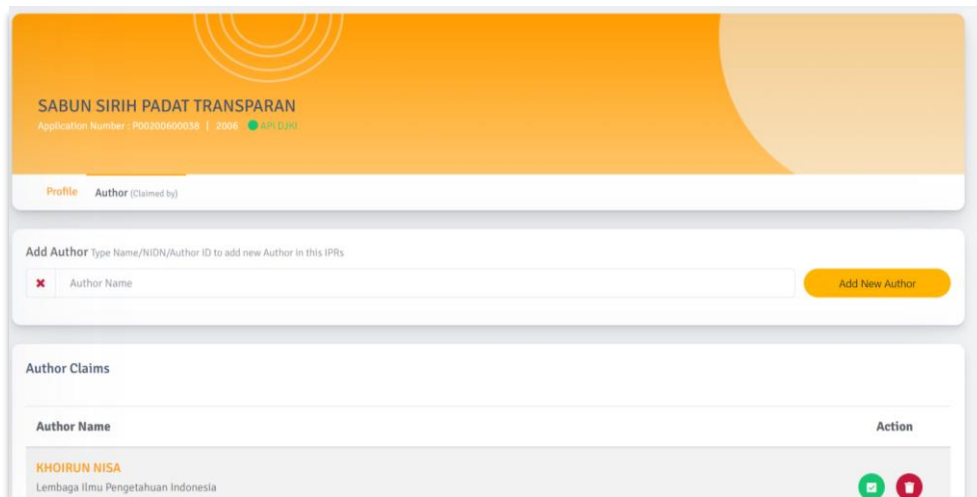 SABUN SIRIH PADAT TRANSPARAN
Application Number : P00200600038 | 2006 API DJKI
Profile Author (Claimed by)
Add Author Type Name/NIDN/Author ID to add new Author in this IPRs
Author Name
Add New Author
Author Claims
Author Name Action
KHOIRUN NISA
Lembaga Ilmu Pengetahuan Indonesia